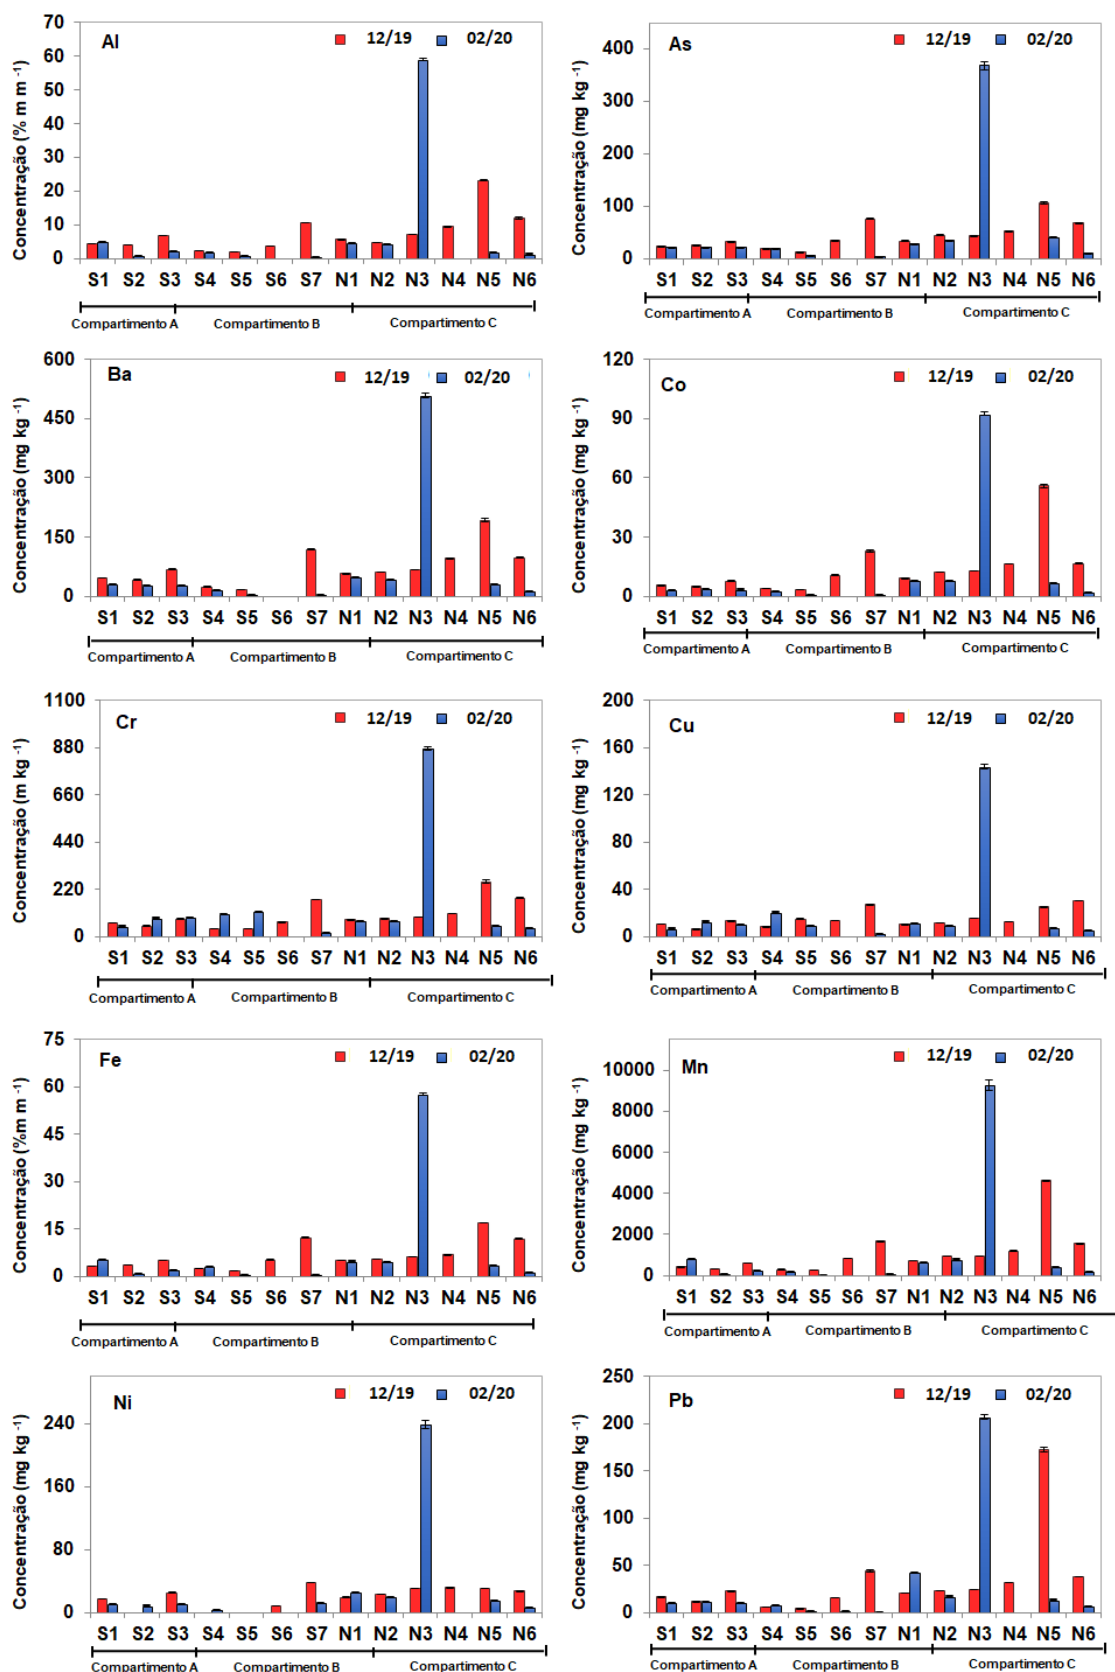 Al
12/19 02/20
Concentração (% m m -1)
70
60
50
40
30
20
10
0
S1 S2 S3 S4 S5 S6 S7 N1 N2 N3 N4 N5 N6
Compartimento A Compartimento B Compartimento C
As
12/19 02/20
Concentração (mg kg -1)
400
300
200
100
0
S1 S2 S3 S4 S5 S6 S7 N1 N2 N3 N4 N5 N6
Compartimento A Compartimento B Compartimento C
Ba
12/19 02/20
Concentração (mg kg -1)
600
450
300
150
0
S1 S2 S3 S4 S5 S6 S7 N1 N2 N3 N4 N5 N6
Compartimento A Compartimento B Compartimento C
Co
12/19 02/20
Concentração (mg kg -1)
120
90
60
30
0
S1 S2 S3 S4 S5 S6 S7 N1 N2 N3 N4 N5 N6
Compartimento A Compartimento B Compartimento C
Cr
12/19 02/20
Concentração (m kg -1)
1100
880
660
440
220
0
S1 S2 S3 S4 S5 S6 S7 N1 N2 N3 N4 N5 N6
Compartimento A Compartimento B Compartimento C
Cu
12/19 02/20
Concentração (mg kg -1)
200
160
120
80
40
0
S1 S2 S3 S4 S5 S6 S7 N1 N2 N3 N4 N5 N6
Compartimento A Compartimento B Compartimento C
Fe
12/19 02/20
Concentração (%m m -1)
75
60
45
30
15
0
S1 S2 S3 S4 S5 S6 S7 N1 N2 N3 N4 N5 N6
Compartimento A Compartimento B Compartimento C
Mn
12/19 02/20
Concentração (mg kg -1)
10000
8000
6000
4000
2000
0
S1 S2 S3 S4 S5 S6 S7 N1 N2 N3 N4 N5 N6
Compartimento A Compartimento B Compartimento C
Ni
12/19 02/20
Concentração (mg kg -1)
240
160
80
0
S1 S2 S3 S4 S5 S6 S7 N1 N2 N3 N4 N5 N6
Compartimento A Compartimento B Compartimento C
Pb
12/19 02/20
Concentração (mg kg -1)
250
200
150
100
50
0
S1 S2 S3 S4 S5 S6 S7 N1 N2 N3 N4 N5 N6
Compartimento A Compartimento B Compartimento C